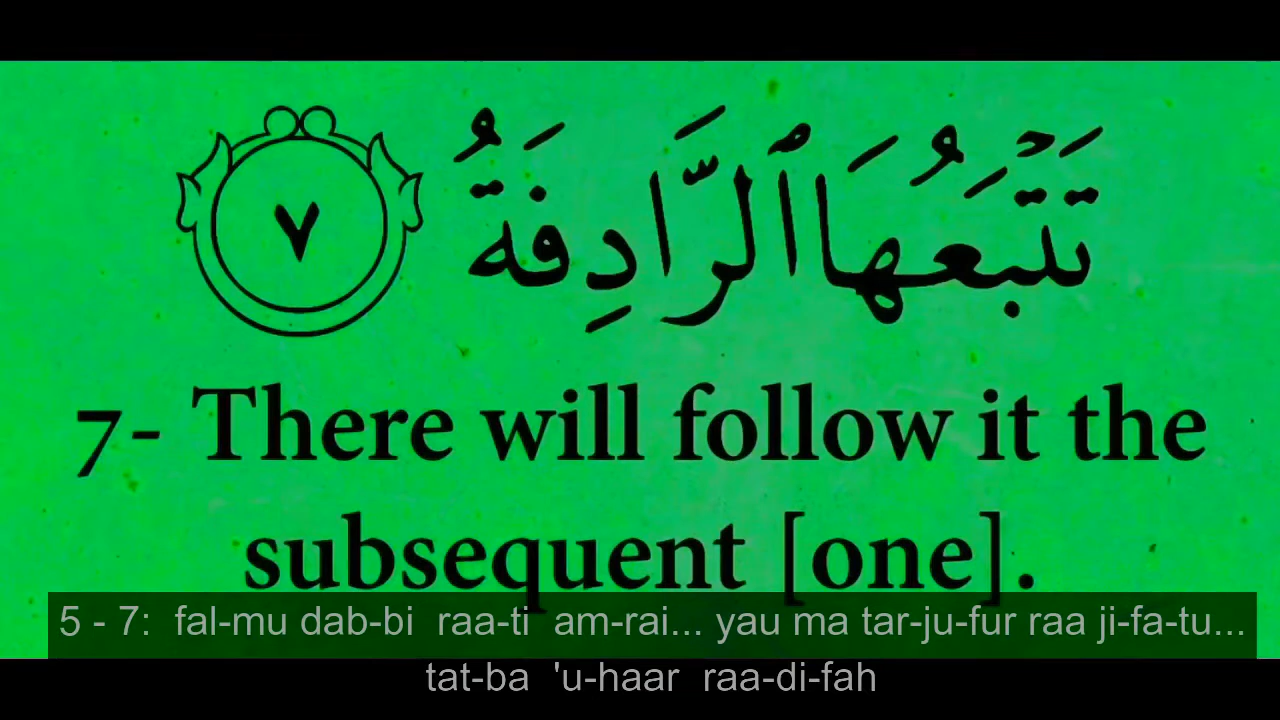 تَتۡبَعُهَا ٱلرَّادِفَةُ ٧
7- There will follow it the
subsequent [one].
5 - 7: fal-mu dab-bi raa-ti am-rai... yau ma tar-ju-fur raa ji-fa-tu...
tat-ba 'u-haar raa-di-fah